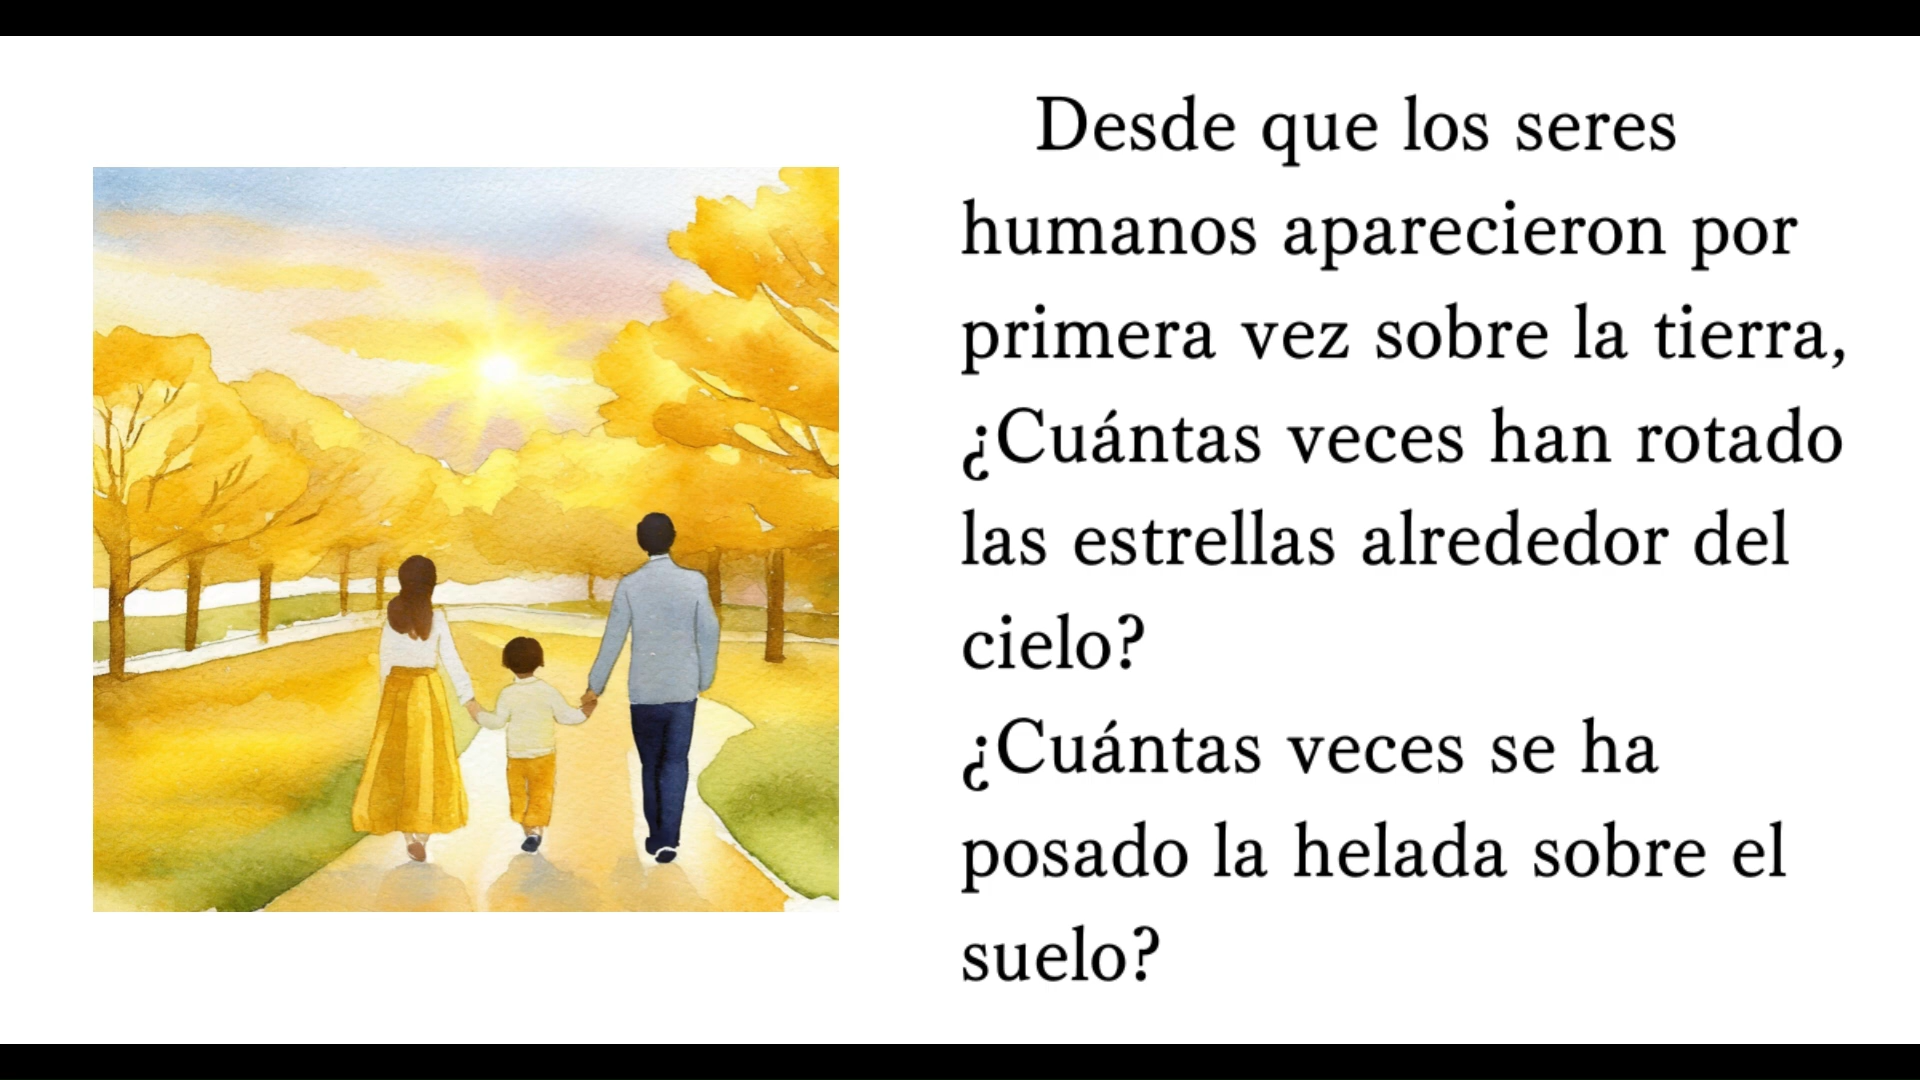 Desde que los seres
humanos aparecieron por
primera vez sobre la tierra,
¿Cuántas veces han rotado
las estrellas alrededor del
cielo?
¿Cuántas veces se ha
posado la helada sobre el
suelo?